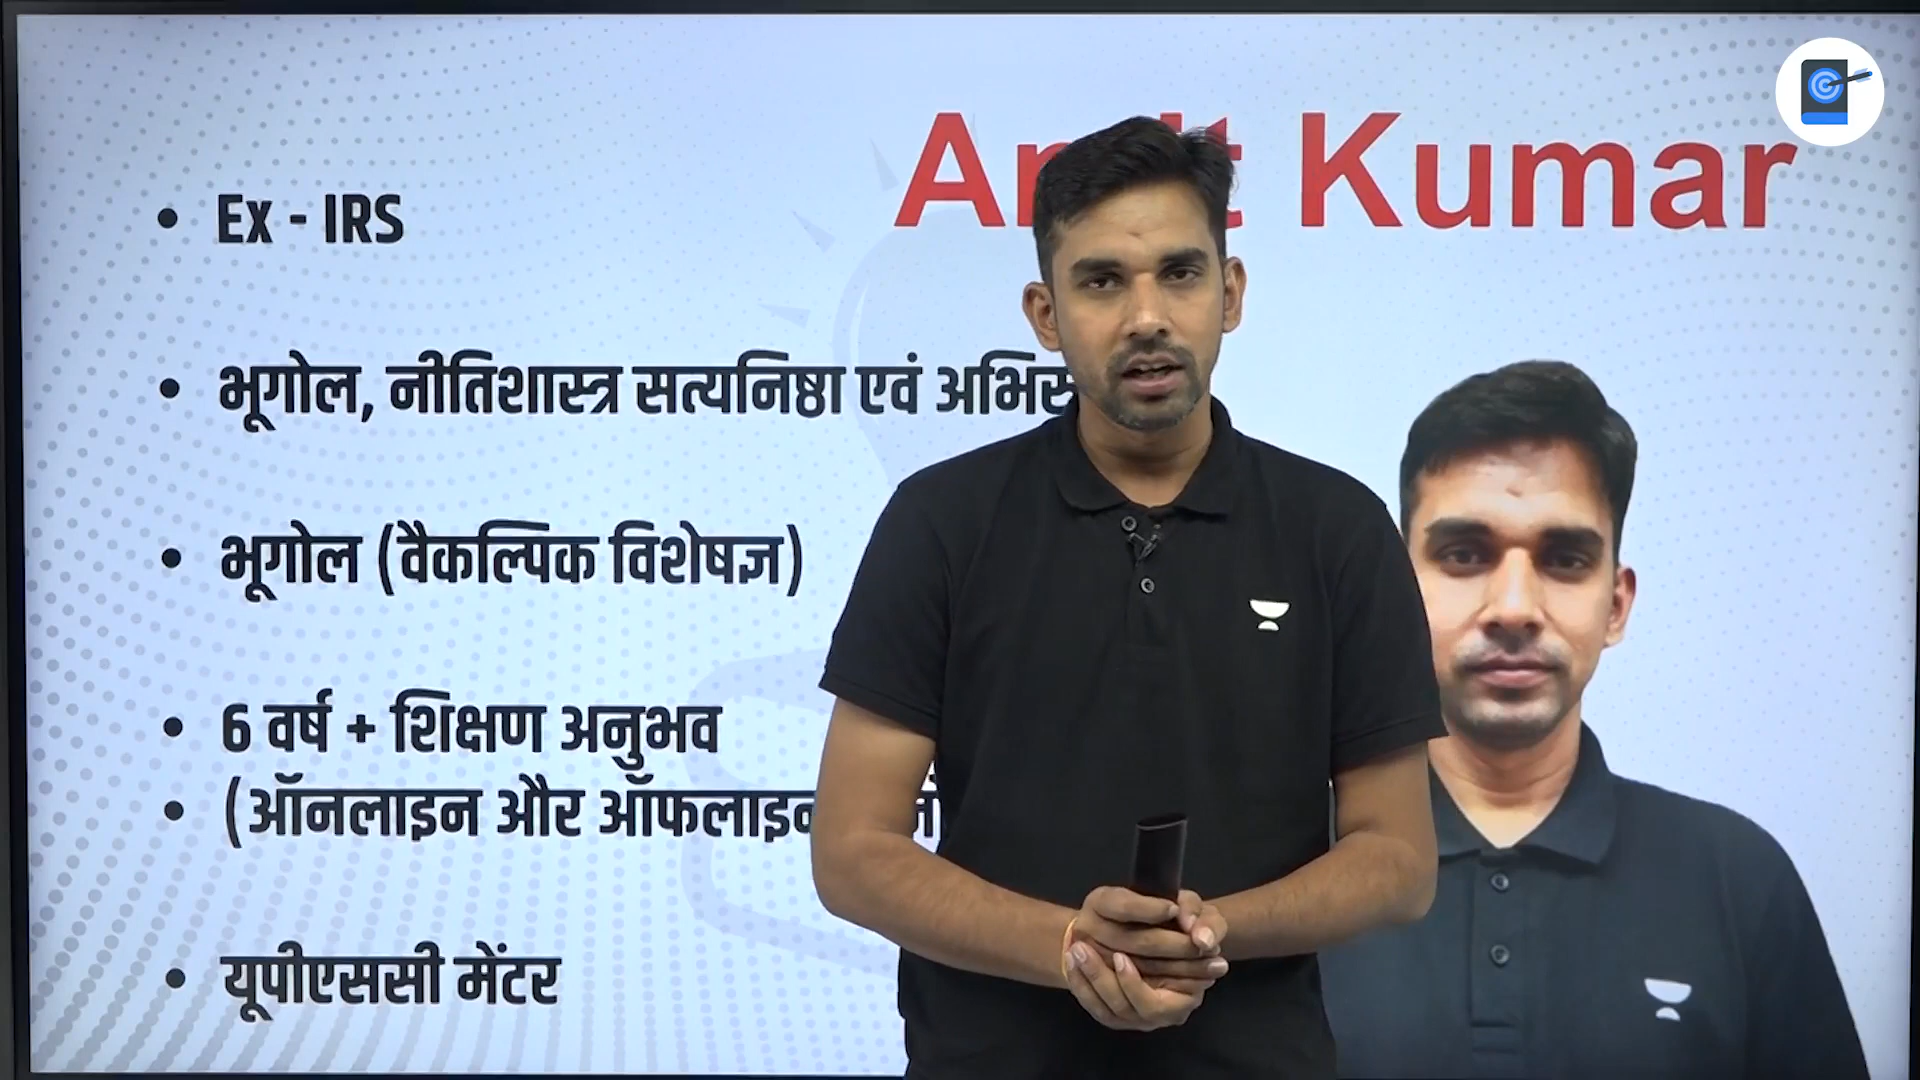 Kumar
Ex - IRS
भूगोल, नीतिशास्त्र सत्यनिष्ठा एवं
भूगोल (वैकल्पिक विशेषज्ञ)
6 वर्ष + शिक्षण अनुभव
(ऑनलाइन और
यूपीएससी मेंटर